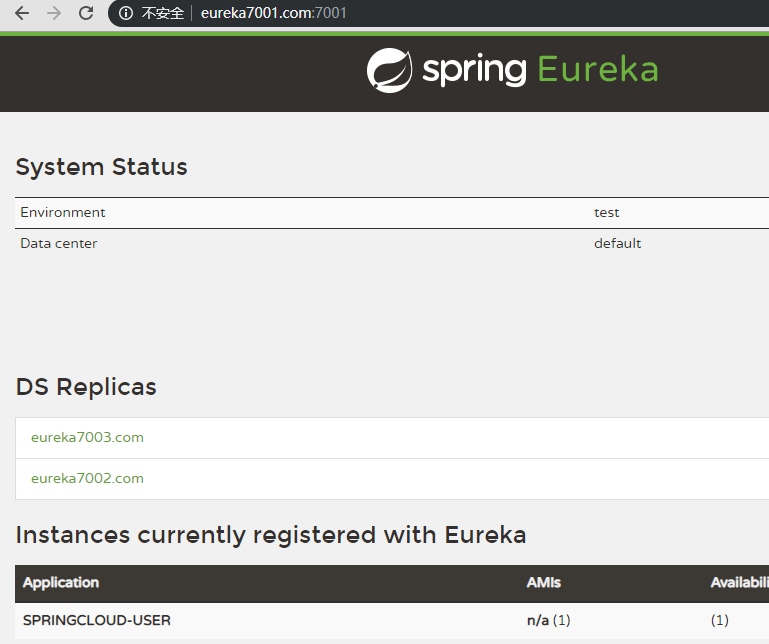 不安全 eureka7001.com:7001
spring Eureka
System Status
Environment test
Data center default
DS Replicas
eureka7003.com
eureka7002.com
Instances currently registered with Eureka
Application AMIs Availabili
SPRINGCLOUD-USER n/a (1) (1)